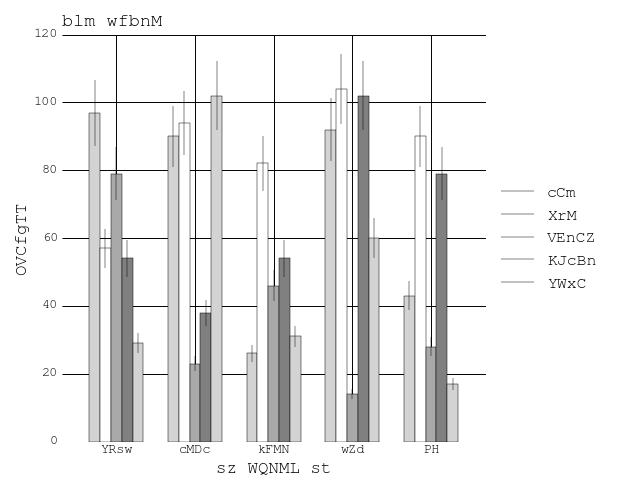 blm wfbnM
120
100
80
60
40
20
0
OVCfgTT
YRsw cMDc kFMN wZd PH
sz WQNML st
cCm
XrM
VEnCZ
KJcBn
YWxC